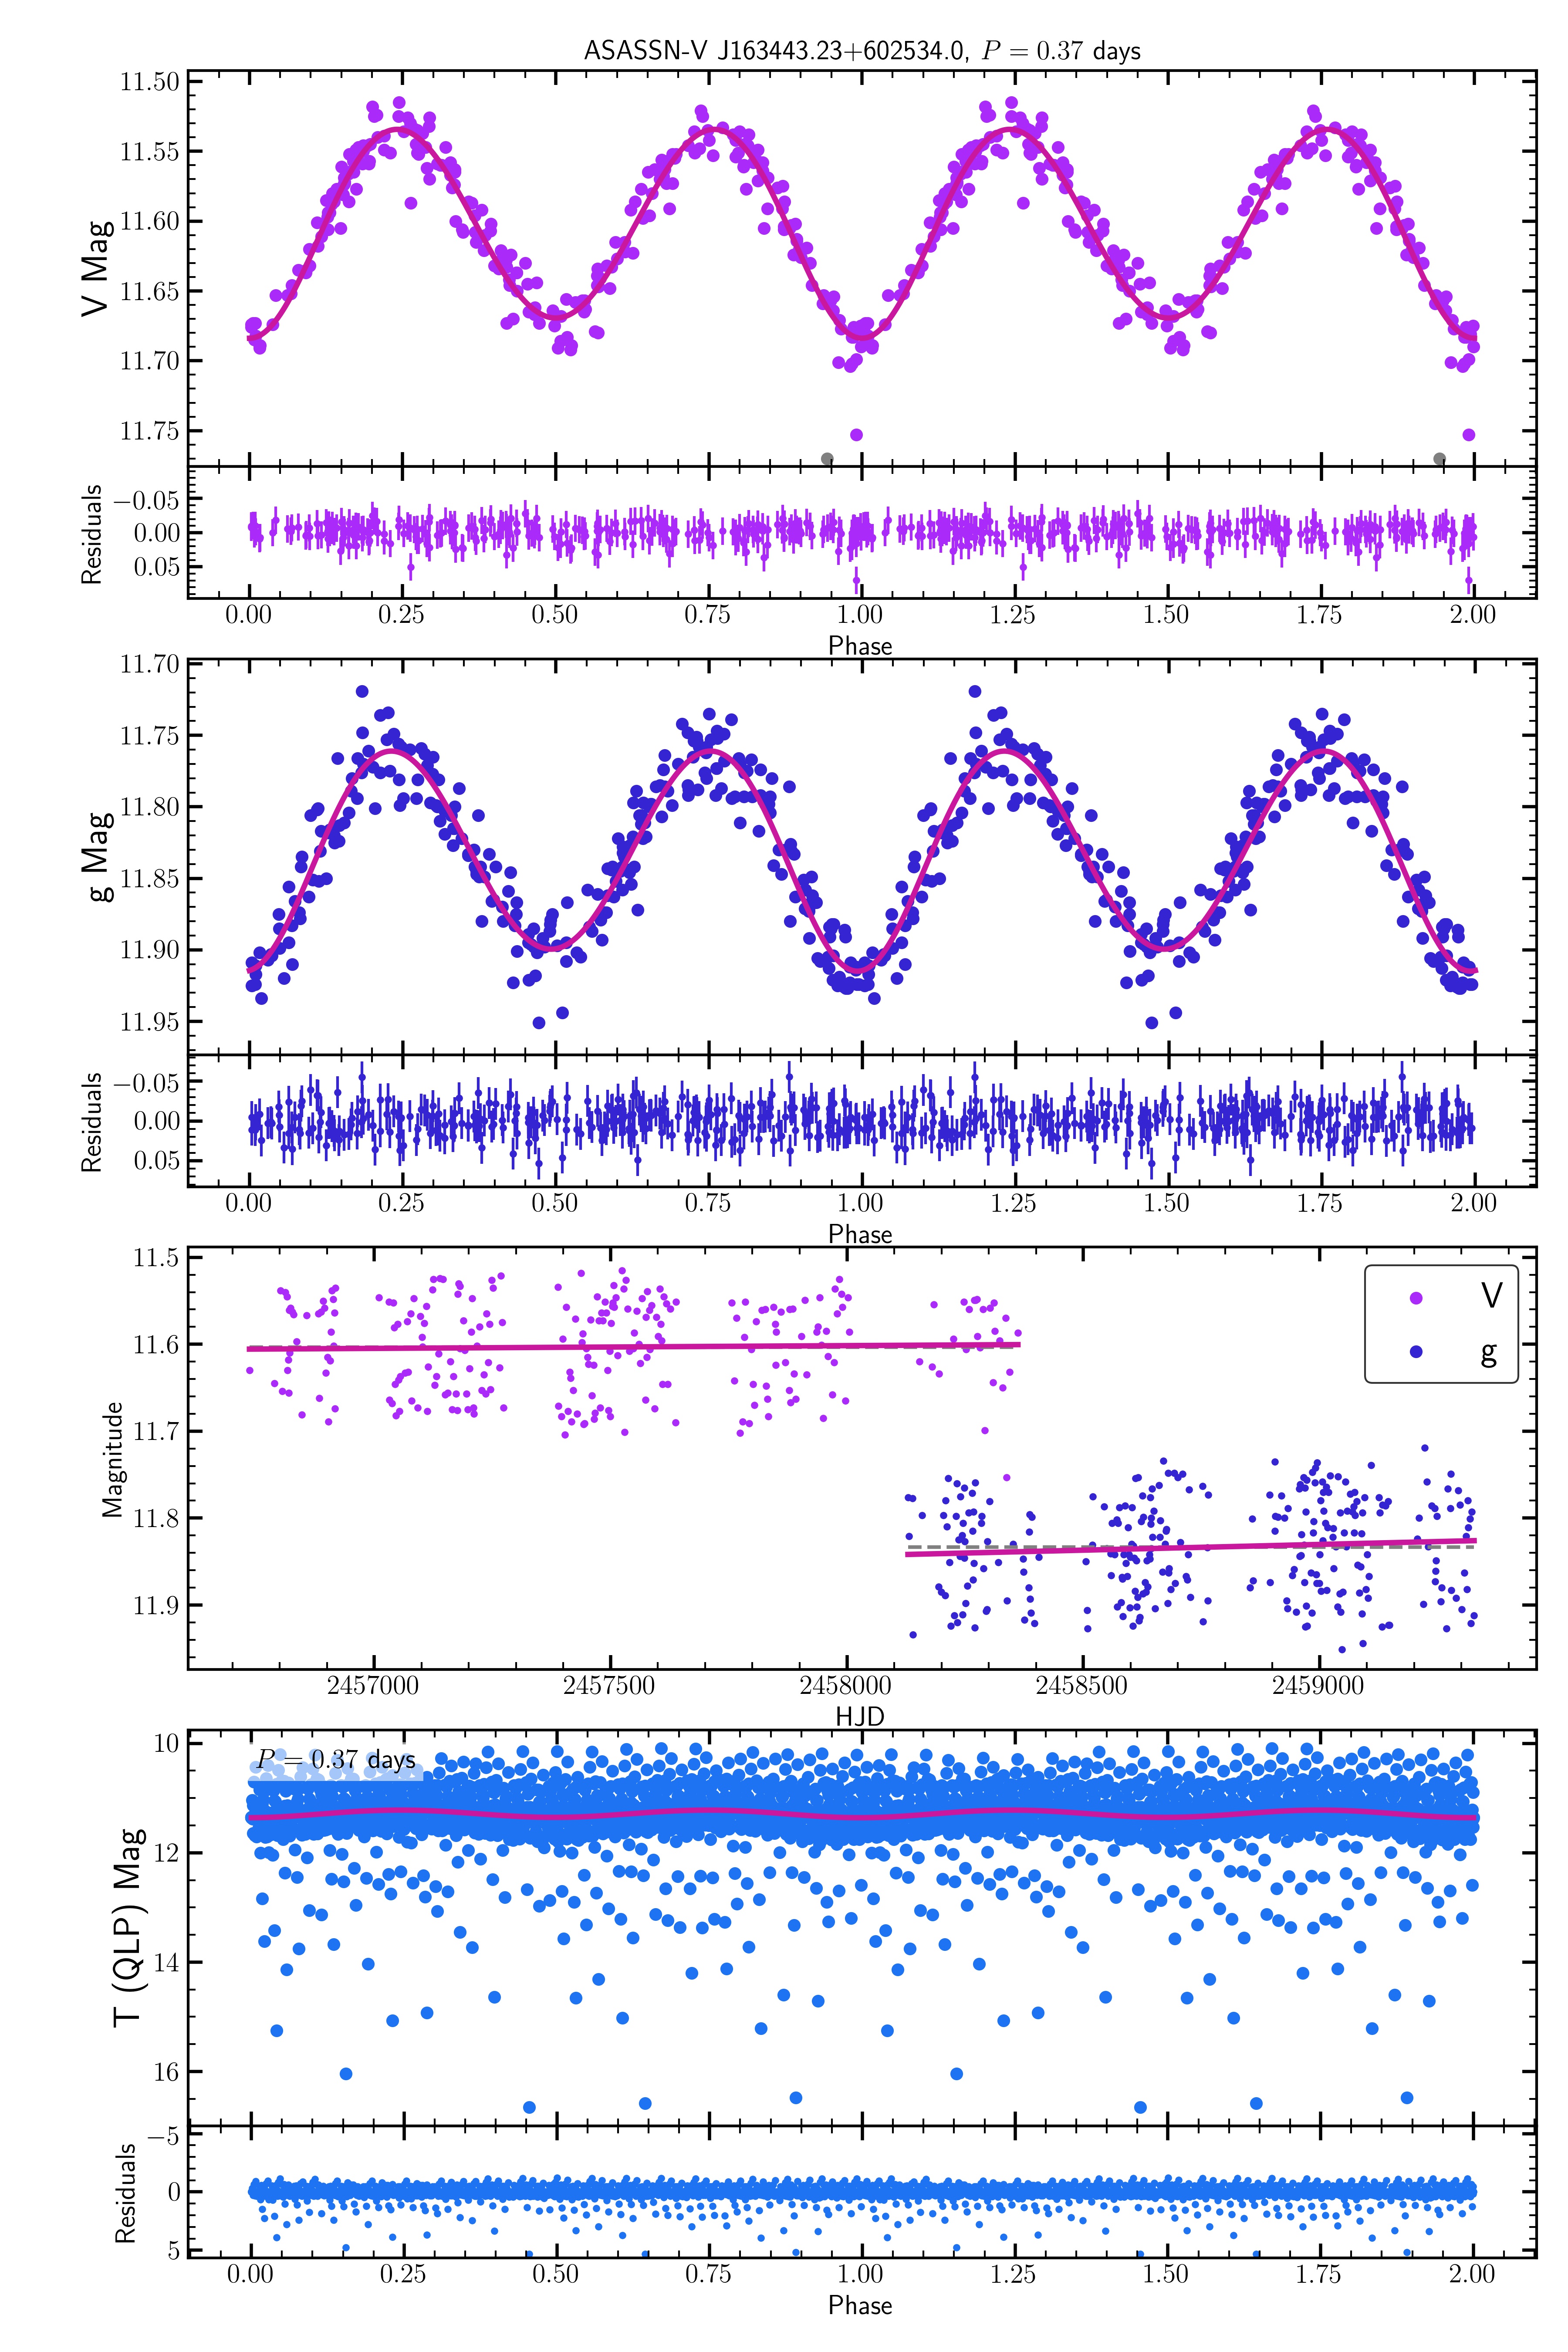 ASASSN-V J163443.23+602534.0, P = 0.37 days
11.50
11.55
11.60
11.65
11.70
11.75
V Mag
−0.05
0.00
0.05
Residuals
0.00 0.25 0.50 0.75 1.00 1.25 1.50 1.75 2.00
Phase
11.70
11.75
11.80
11.85
11.90
11.95
g Mag
−0.05
0.00
0.05
Residuals
0.00 0.25 0.50 0.75 1.00 1.25 1.50 1.75 2.00
Phase
11.5
11.6
11.7
11.8
11.9
Magnitude
V
g
2457000 2457500 2458000 2458500 2459000
HJD
P = 0.37 days
10
12
14
16
T (QLP) Mag
−5
0
5
Residuals
0.00 0.25 0.50 0.75 1.00 1.25 1.50 1.75 2.00
Phase